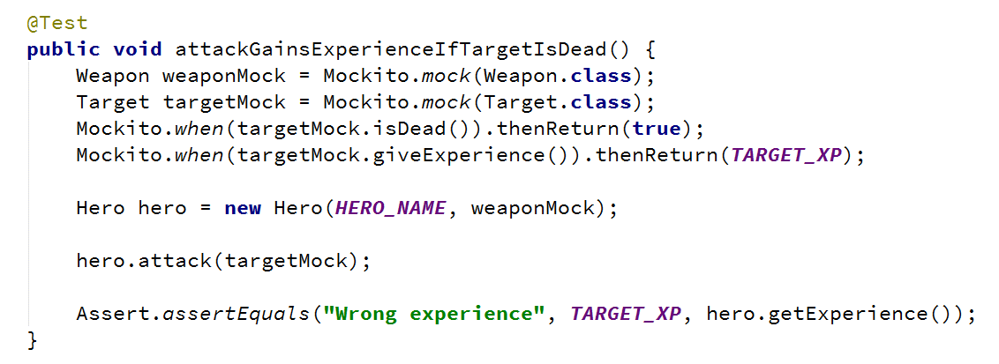 @Test
public void attackGainsExperienceIfTargetIsDead() {
    Weapon weaponMock = Mockito.mock(Weapon.class);
    Target targetMock = Mockito.mock(Target.class);
    Mockito.when(targetMock.isDead()).thenReturn(true);
    Mockito.when(targetMock.giveExperience()).thenReturn(TARGET_XP);

    Hero hero = new Hero(HERO_NAME, weaponMock);

    hero.attack(targetMock);

    Assert.assertEquals("Wrong experience", TARGET_XP, hero.getExperience());
}